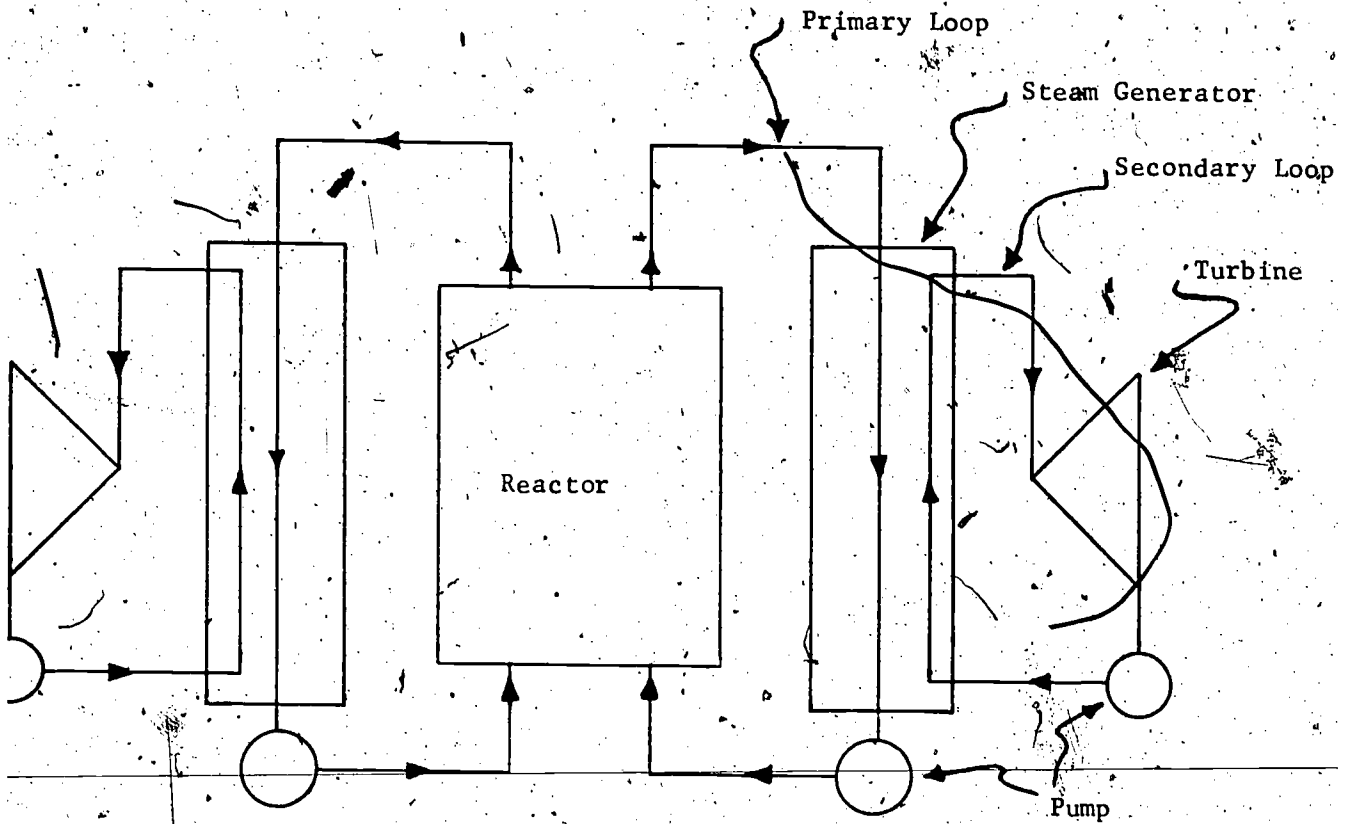 Primary Loop
Steam Generator
Secondary Loop
Turbine
Reactor
Pump